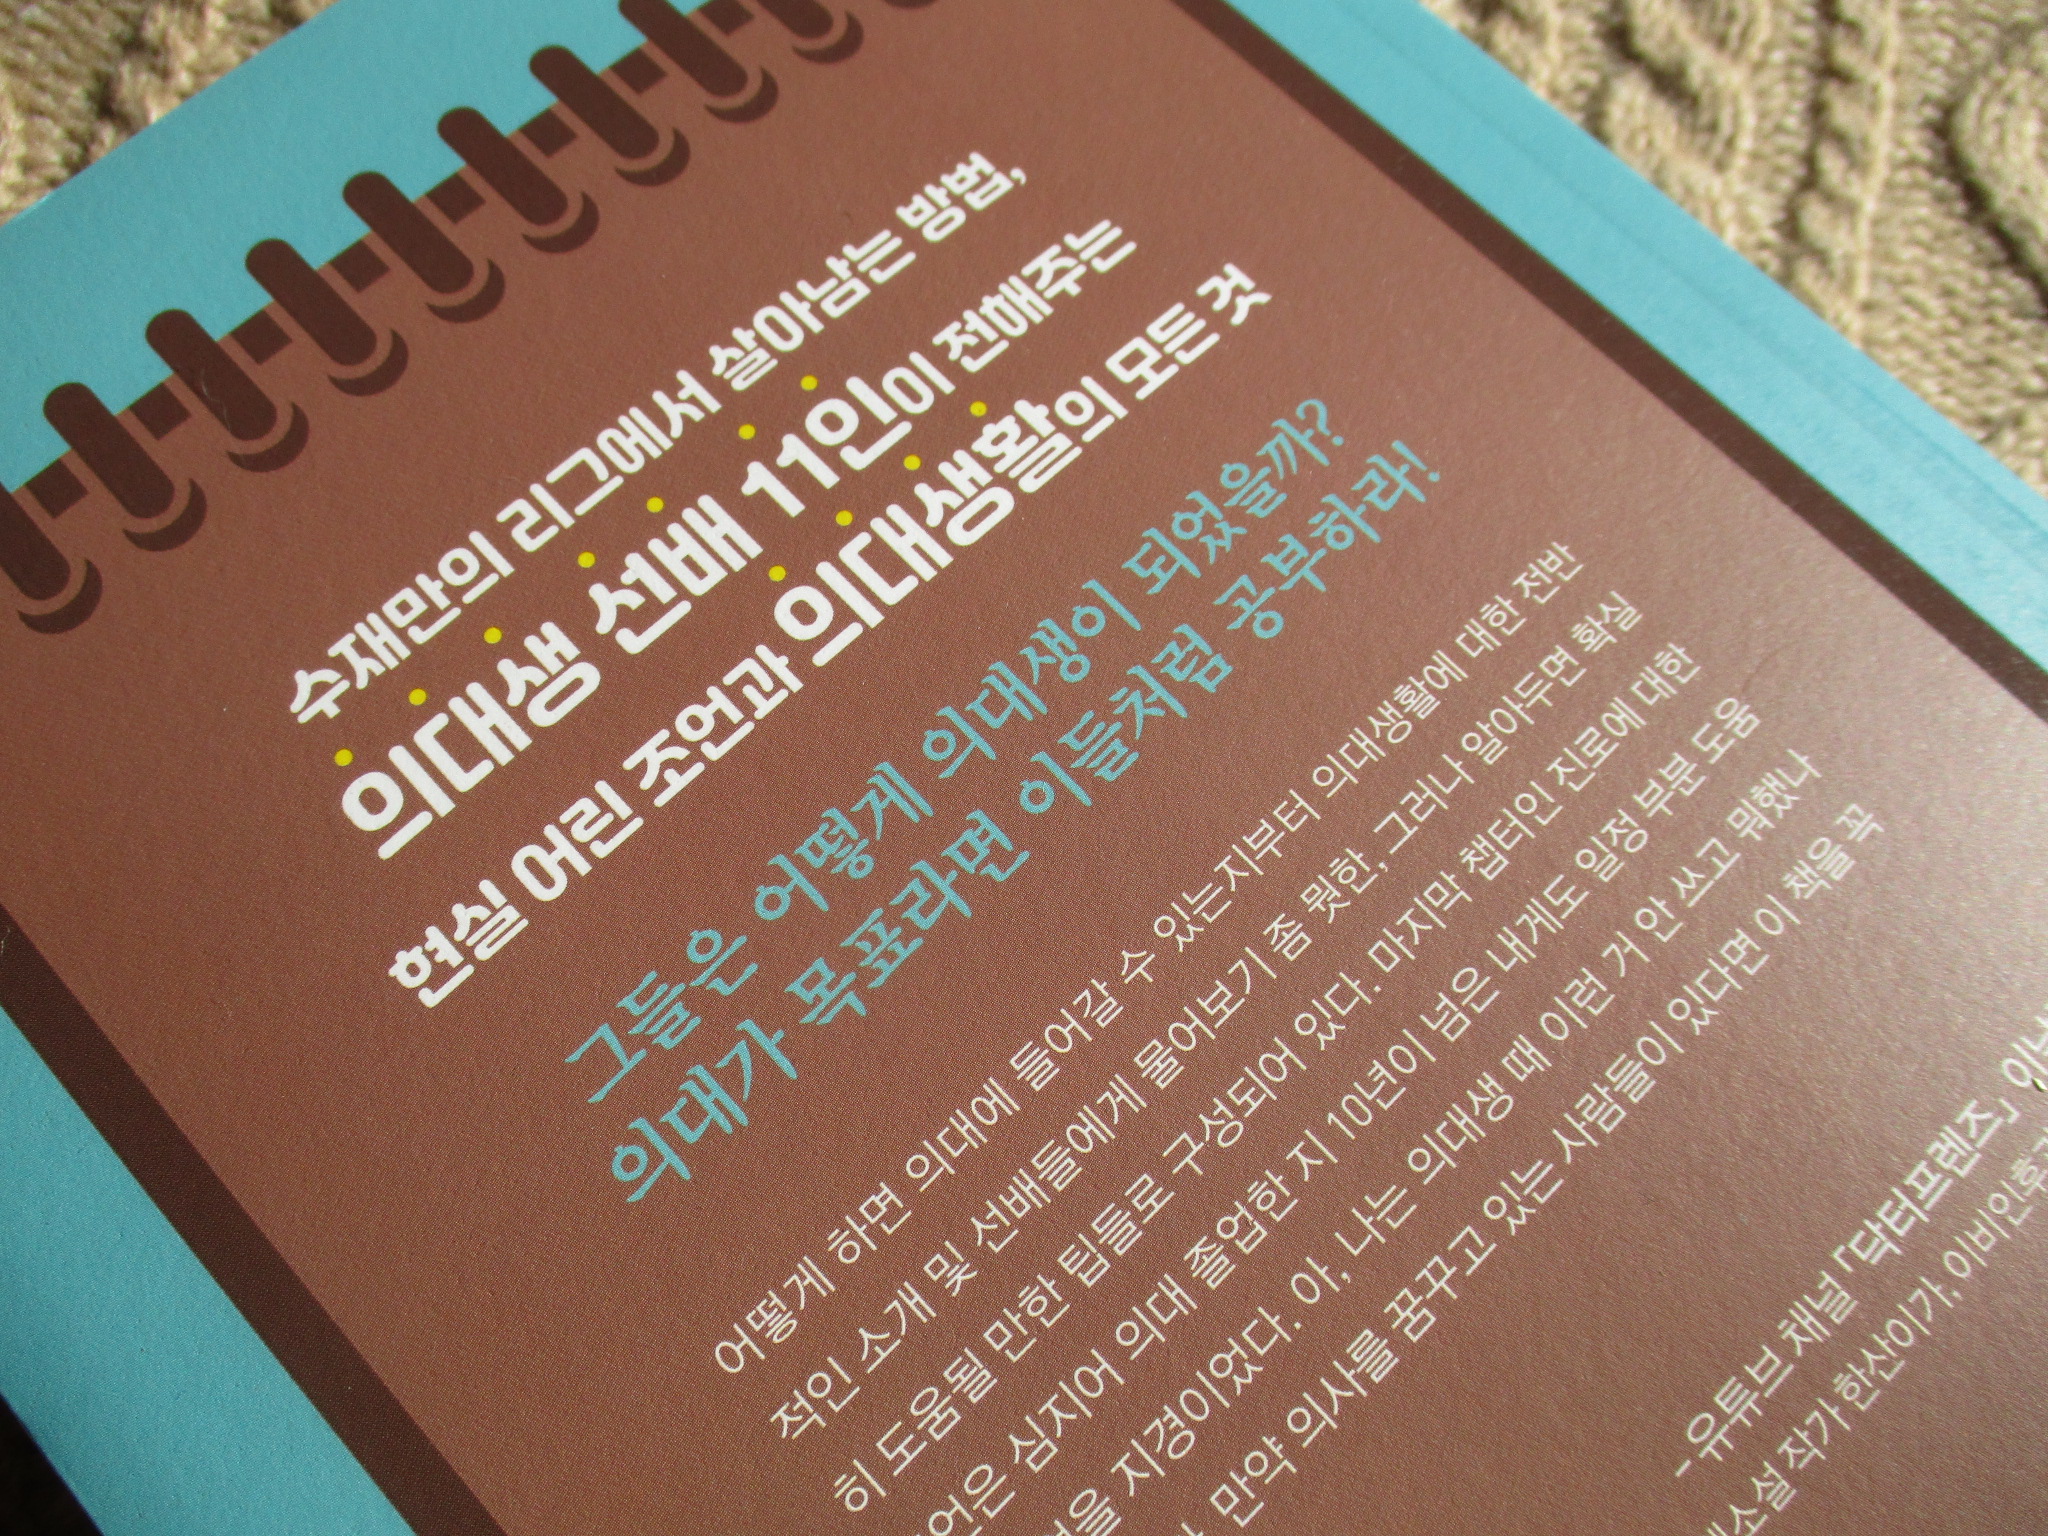 수재만의 리그에서 살아남는 방법,
의대생 선배 11인이 전해주는
현실 어린 조언과 의대생활의 모든 것
그들은 어떻게 의대생이 되었을까?
의대가 목표라면 이들처럼 공부하라!
어떻게 하면 의대에 들어갈 수 있는지부터 의대생활에 대한 전반
적인 소개 및 선배들에게 물어보기 좀 뭣한, 그러나 알아두면 확실
히 도움될 만한 팁들로 구성되어 있다. 마지막 챕터인 진로에 대한
심지어 의대 졸업한 지 10년이 넘은 내게도 일정 부분 도움
지경이었다. 아, 나는 의대생 때 이런 거 안 쓰고 뭐했나
만약 의사를 꿈꾸고 있는 사람들이 있다면 이 책을 꼭
- 유튜브 채널 「닥터프렌즈」
작가 한산이가,